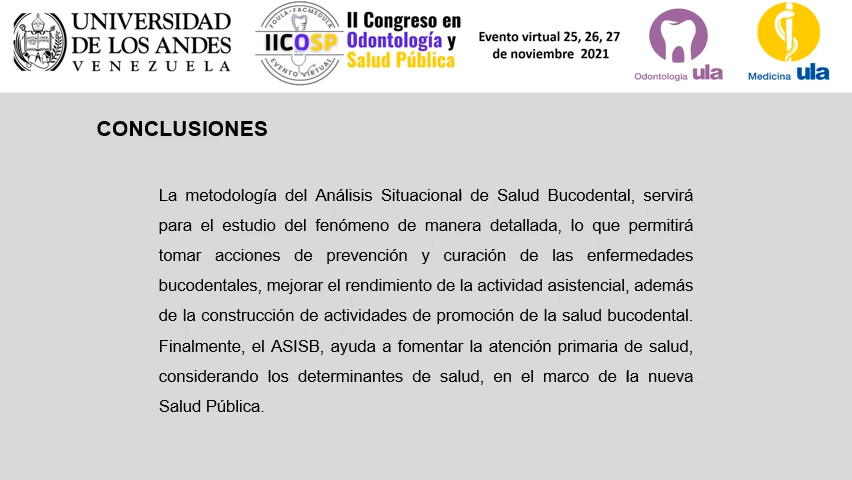 UNIVERSIDAD
DE LOS ANDES
VENEZUELA
FOULA-FACMEDULA
IICOSP
EVENTO VIRTUAL
II Congreso en
Odontología y
Salud Pública
Evento virtual 25, 26, 27
de noviembre 2021
Odontología ula
Medicina ula
CONCLUSIONES
La metodología del Análisis Situacional de Salud Bucodental, servirá
para el estudio del fenómeno de manera detallada, lo que permitirá
tomar acciones de prevención y curación de las enfermedades
bucodentales, mejorar el rendimiento de la actividad asistencial, además
de la construcción de actividades de promoción de la salud bucodental.
Finalmente, el ASISB, ayuda a fomentar la atención primaria de salud,
considerando los determinantes de salud, en el marco de la nueva
Salud Pública.